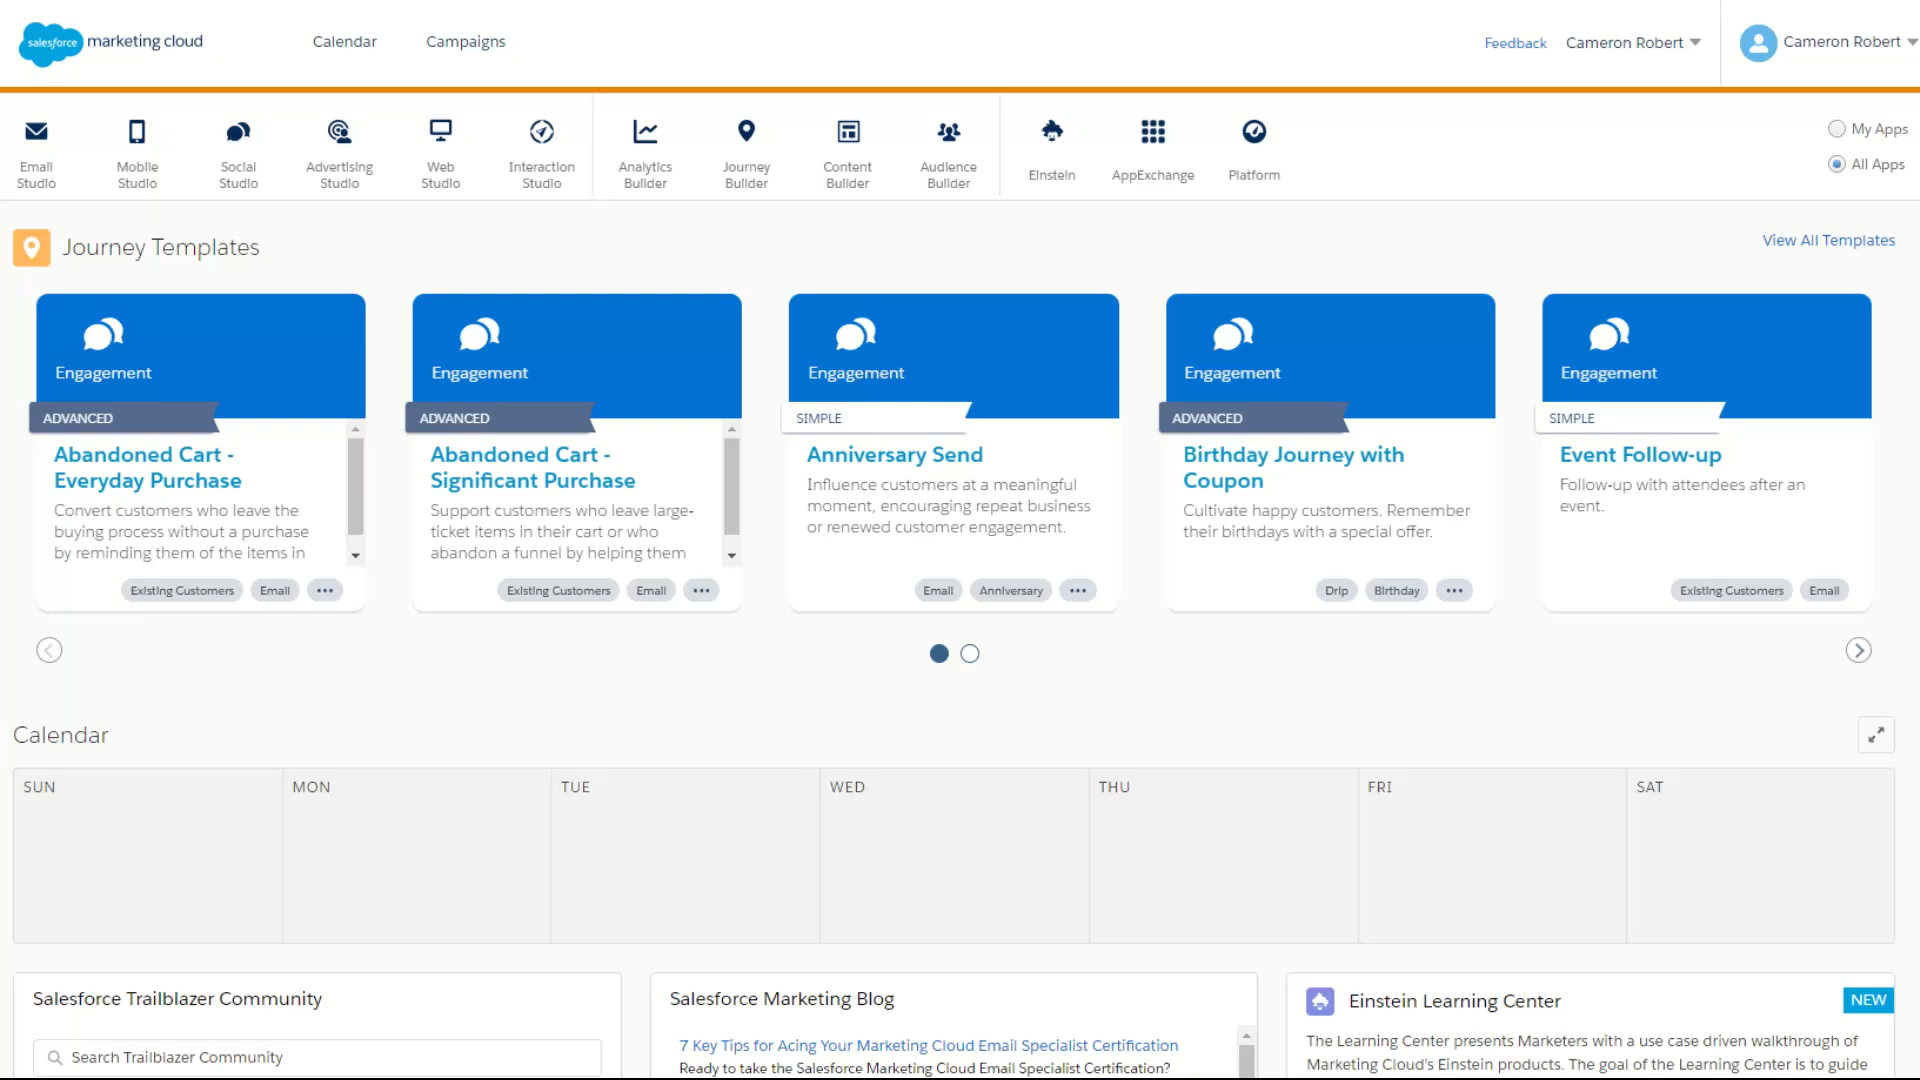 salesforce marketing cloud
Calendar
Campaigns
Feedback
Cameron Robert
Cameron Robert
Email Studio
Mobile Studio
Social Studio
Advertising Studio
Web Studio
Interaction Studio
Analytics Builder
Journey Builder
Content Builder
Audience Builder
Einstein
AppExchange
Platform
My Apps
All Apps
Journey Templates
View All Templates
Engagement
ADVANCED
Abandoned Cart -
Everyday Purchase
Convert customers who leave the
buying process without a purchase
by reminding them of the items in
Existing Customers
Email
Engagement
ADVANCED
Abandoned Cart -
Significant Purchase
Support customers who leave large-
ticket items in their cart or who
abandon a funnel by helping them
Existing Customers
Email
Engagement
SIMPLE
Anniversary Send
Influence customers at a meaningful
moment, encouraging repeat business
or renewed customer engagement.
Email
Anniversary
Engagement
ADVANCED
Birthday Journey with
Coupon
Cultivate happy customers. Remember
their birthdays with a special offer.
Drip
Birthday
Engagement
SIMPLE
Event Follow-up
Follow-up with attendees after an
event.
Existing Customers
Email
Calendar
SUN
MON
TUE
WED
THU
FRI
SAT
Salesforce Trailblazer Community
Search Trailblazer Community
Salesforce Marketing Blog
7 Key Tips for Acing Your Marketing Cloud Email Specialist Certification
Ready to take the Salesforce Marketing Cloud Email Specialist Certification?
Einstein Learning Center
NEW
The Learning Center presents Marketers with a use case driven walkthrough of
Marketing Cloud's Einstein products. The goal of the Learning Center is to guide